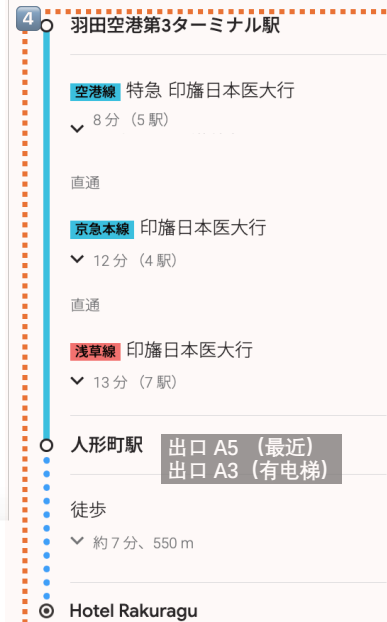 4
羽田空港第3ターミナル駅
空港線 特急 印旛日本医大行
8 分（5 駅）
直通
京急本線 印旛日本医大行
12 分（4 駅）
直通
浅草線 印旛日本医大行
13 分（7 駅）
人形町駅
出口 A5 （最近）
出口 A3（有电梯）
徒歩
約 7 分、550 m
Hotel Rakuragu